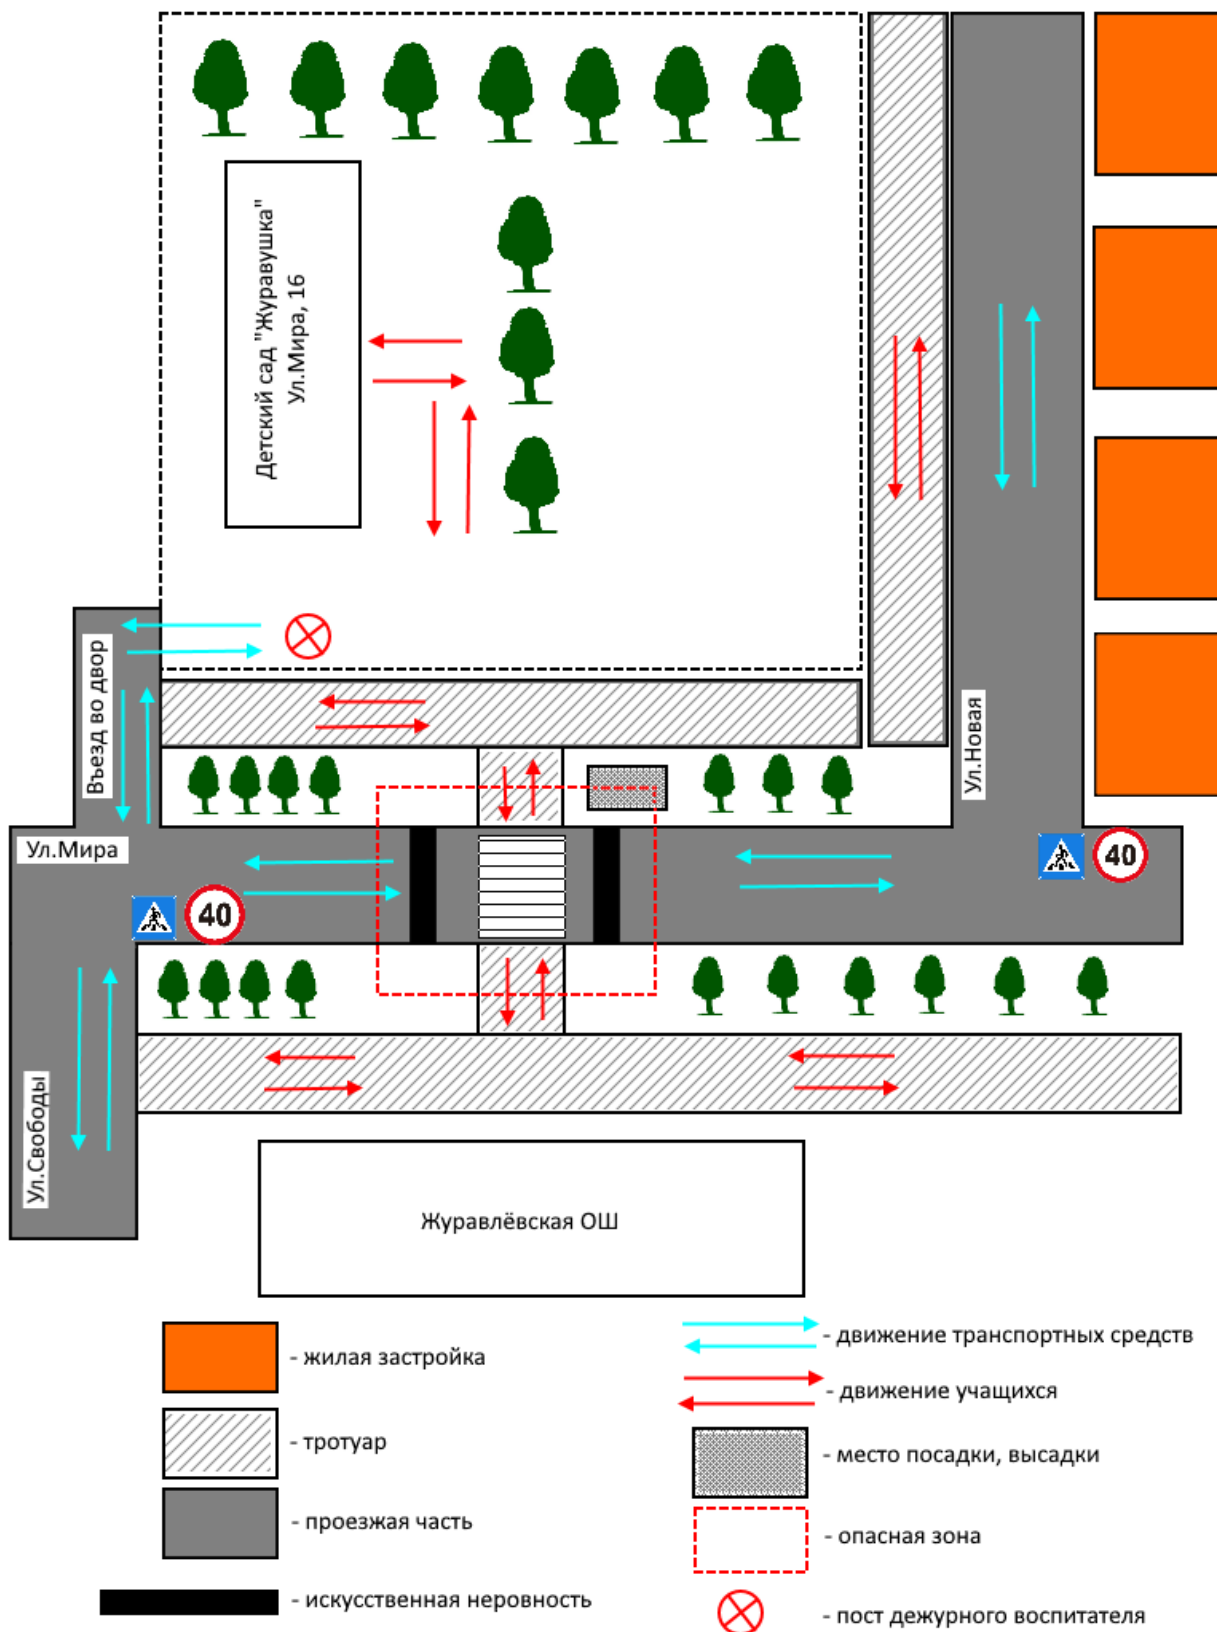 Детский сад "Журавушка"
Ул.Мира, 16
Въезд во двор
Ул.Новая
Ул.Мира
40
40
Ул.Свободы
Журавлёвская ОШ
- жилая застройка
- тротуар
- проезжая часть
- искусственная неровность
- движение транспортных средств
- движение учащихся
- место посадки, высадки
- опасная зона
- пост дежурного воспитателя